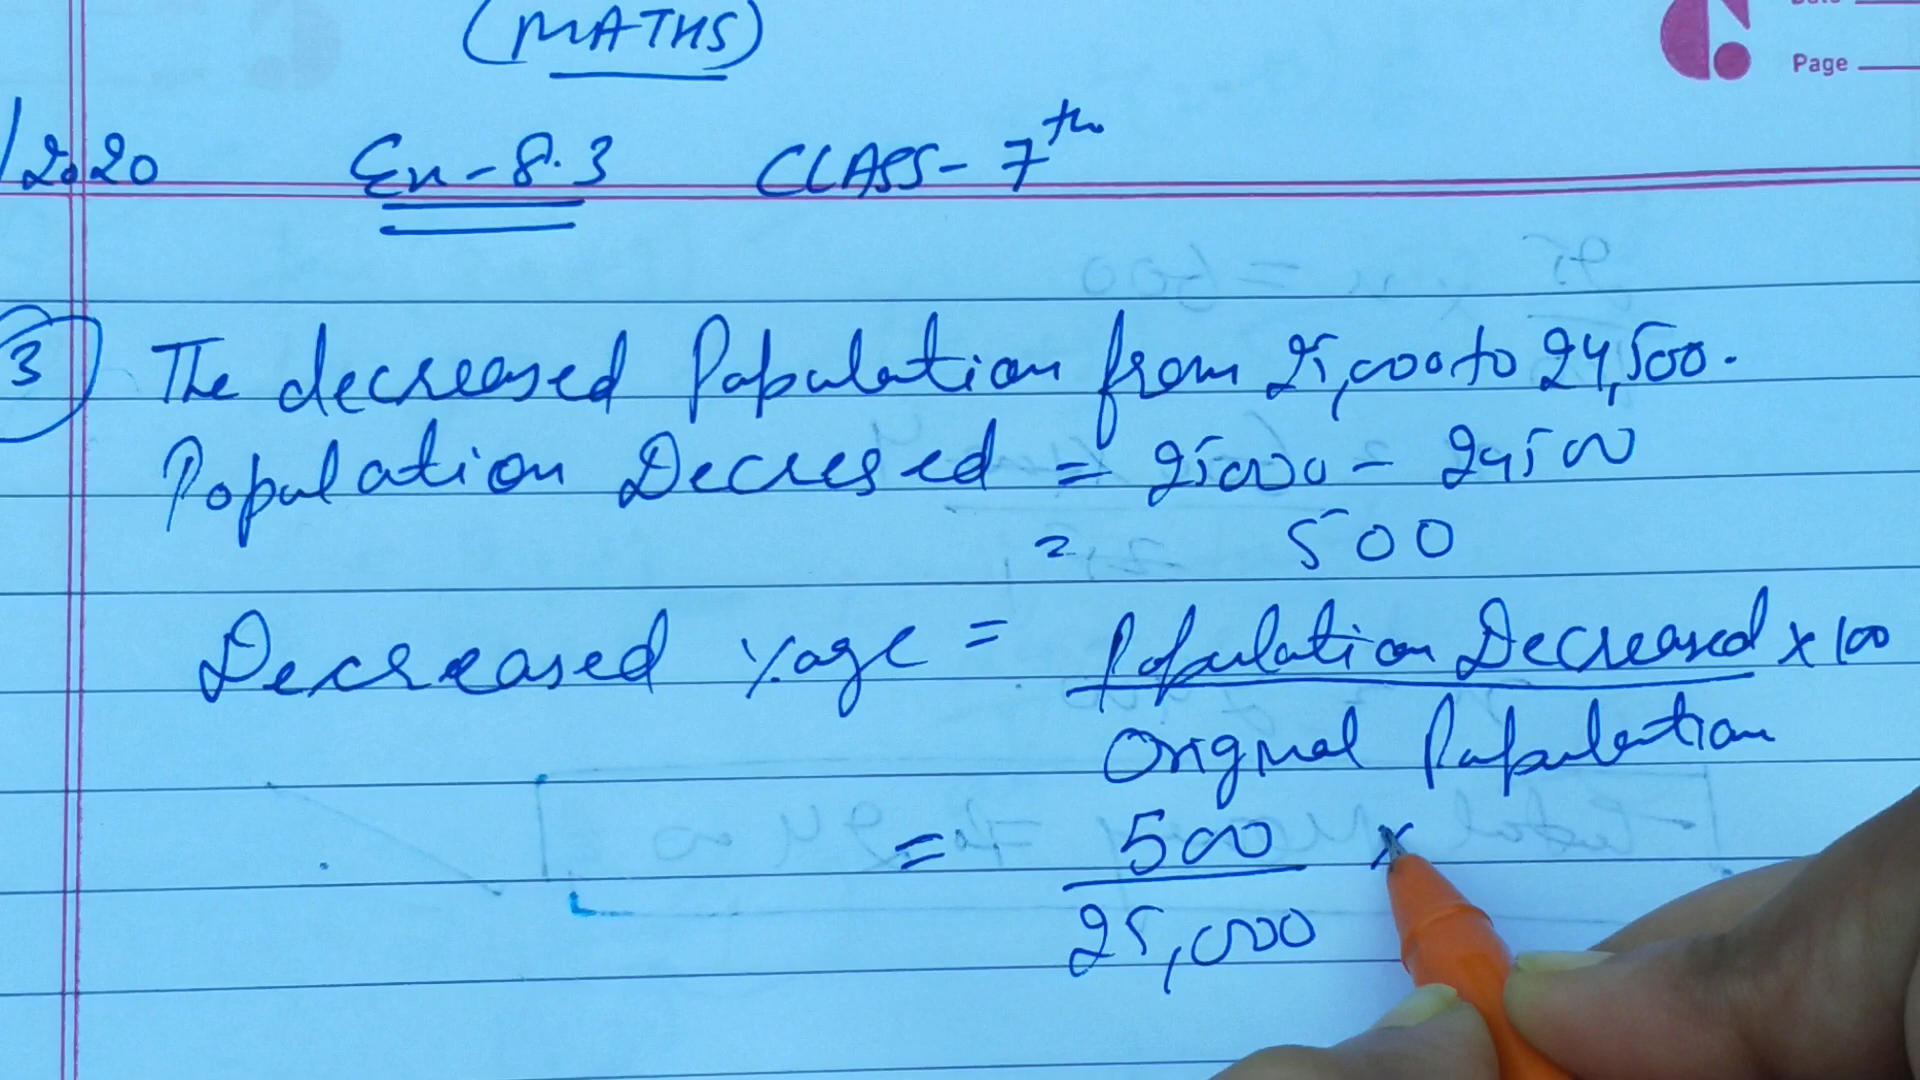 (MATHS)
Page
/2020 Ex-8.3 CLASS-7th
3 The decreased Population from 25,000 to 24,500.
Population Decresed = 25000 - 24500
= 500
Decreased %age = Population Decreased x 100
Orignal Population
= 500 x
25,000